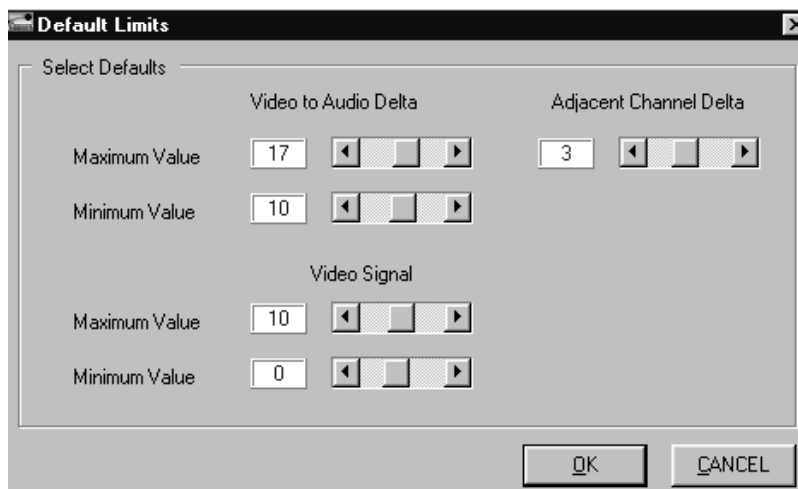 Default Limits
Select Defaults
Video to Audio Delta Adjacent Channel Delta
Maximum Value 17 3
Minimum Value 10
Video Signal
Maximum Value 10
Minimum Value 0
OK CANCEL